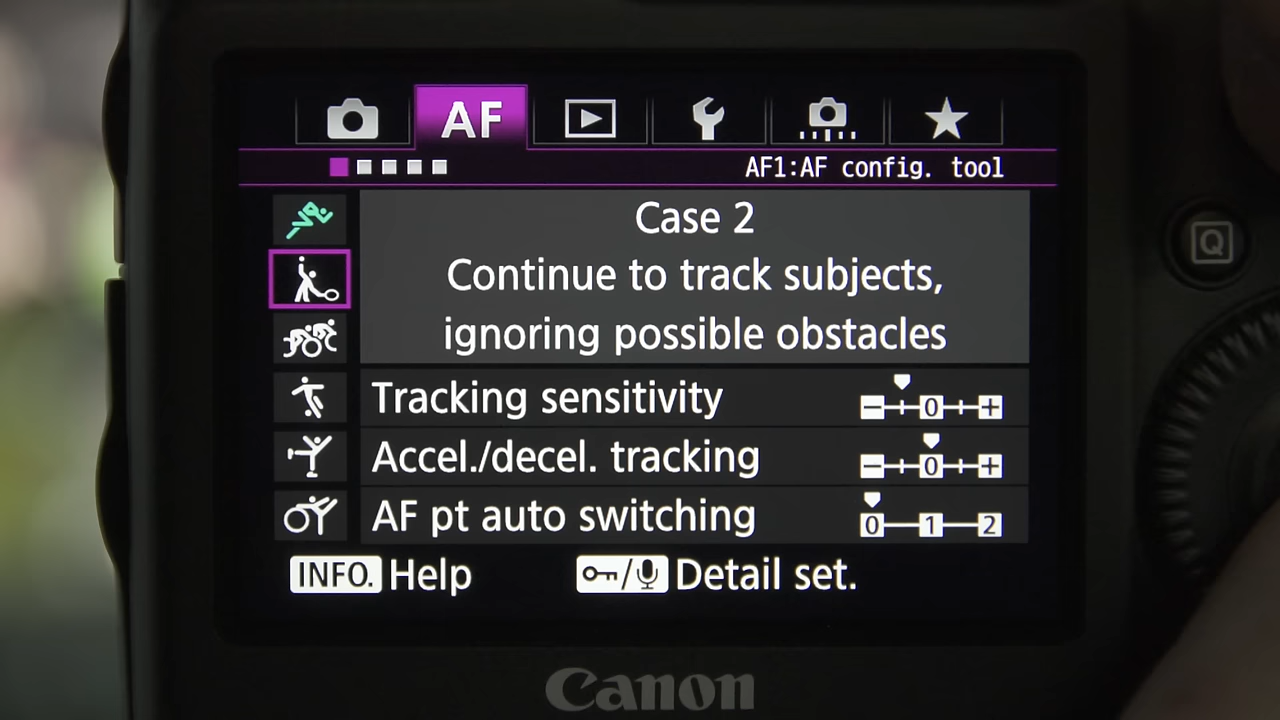 AF
AF1:AF config. tool
Case 2
Continue to track subjects,
ignoring possible obstacles
Tracking sensitivity - 0 +
Accel./decel. tracking - 0 +
AF pt auto switching 0 1 2
INFO. Help / Detail set.
Q
Canon